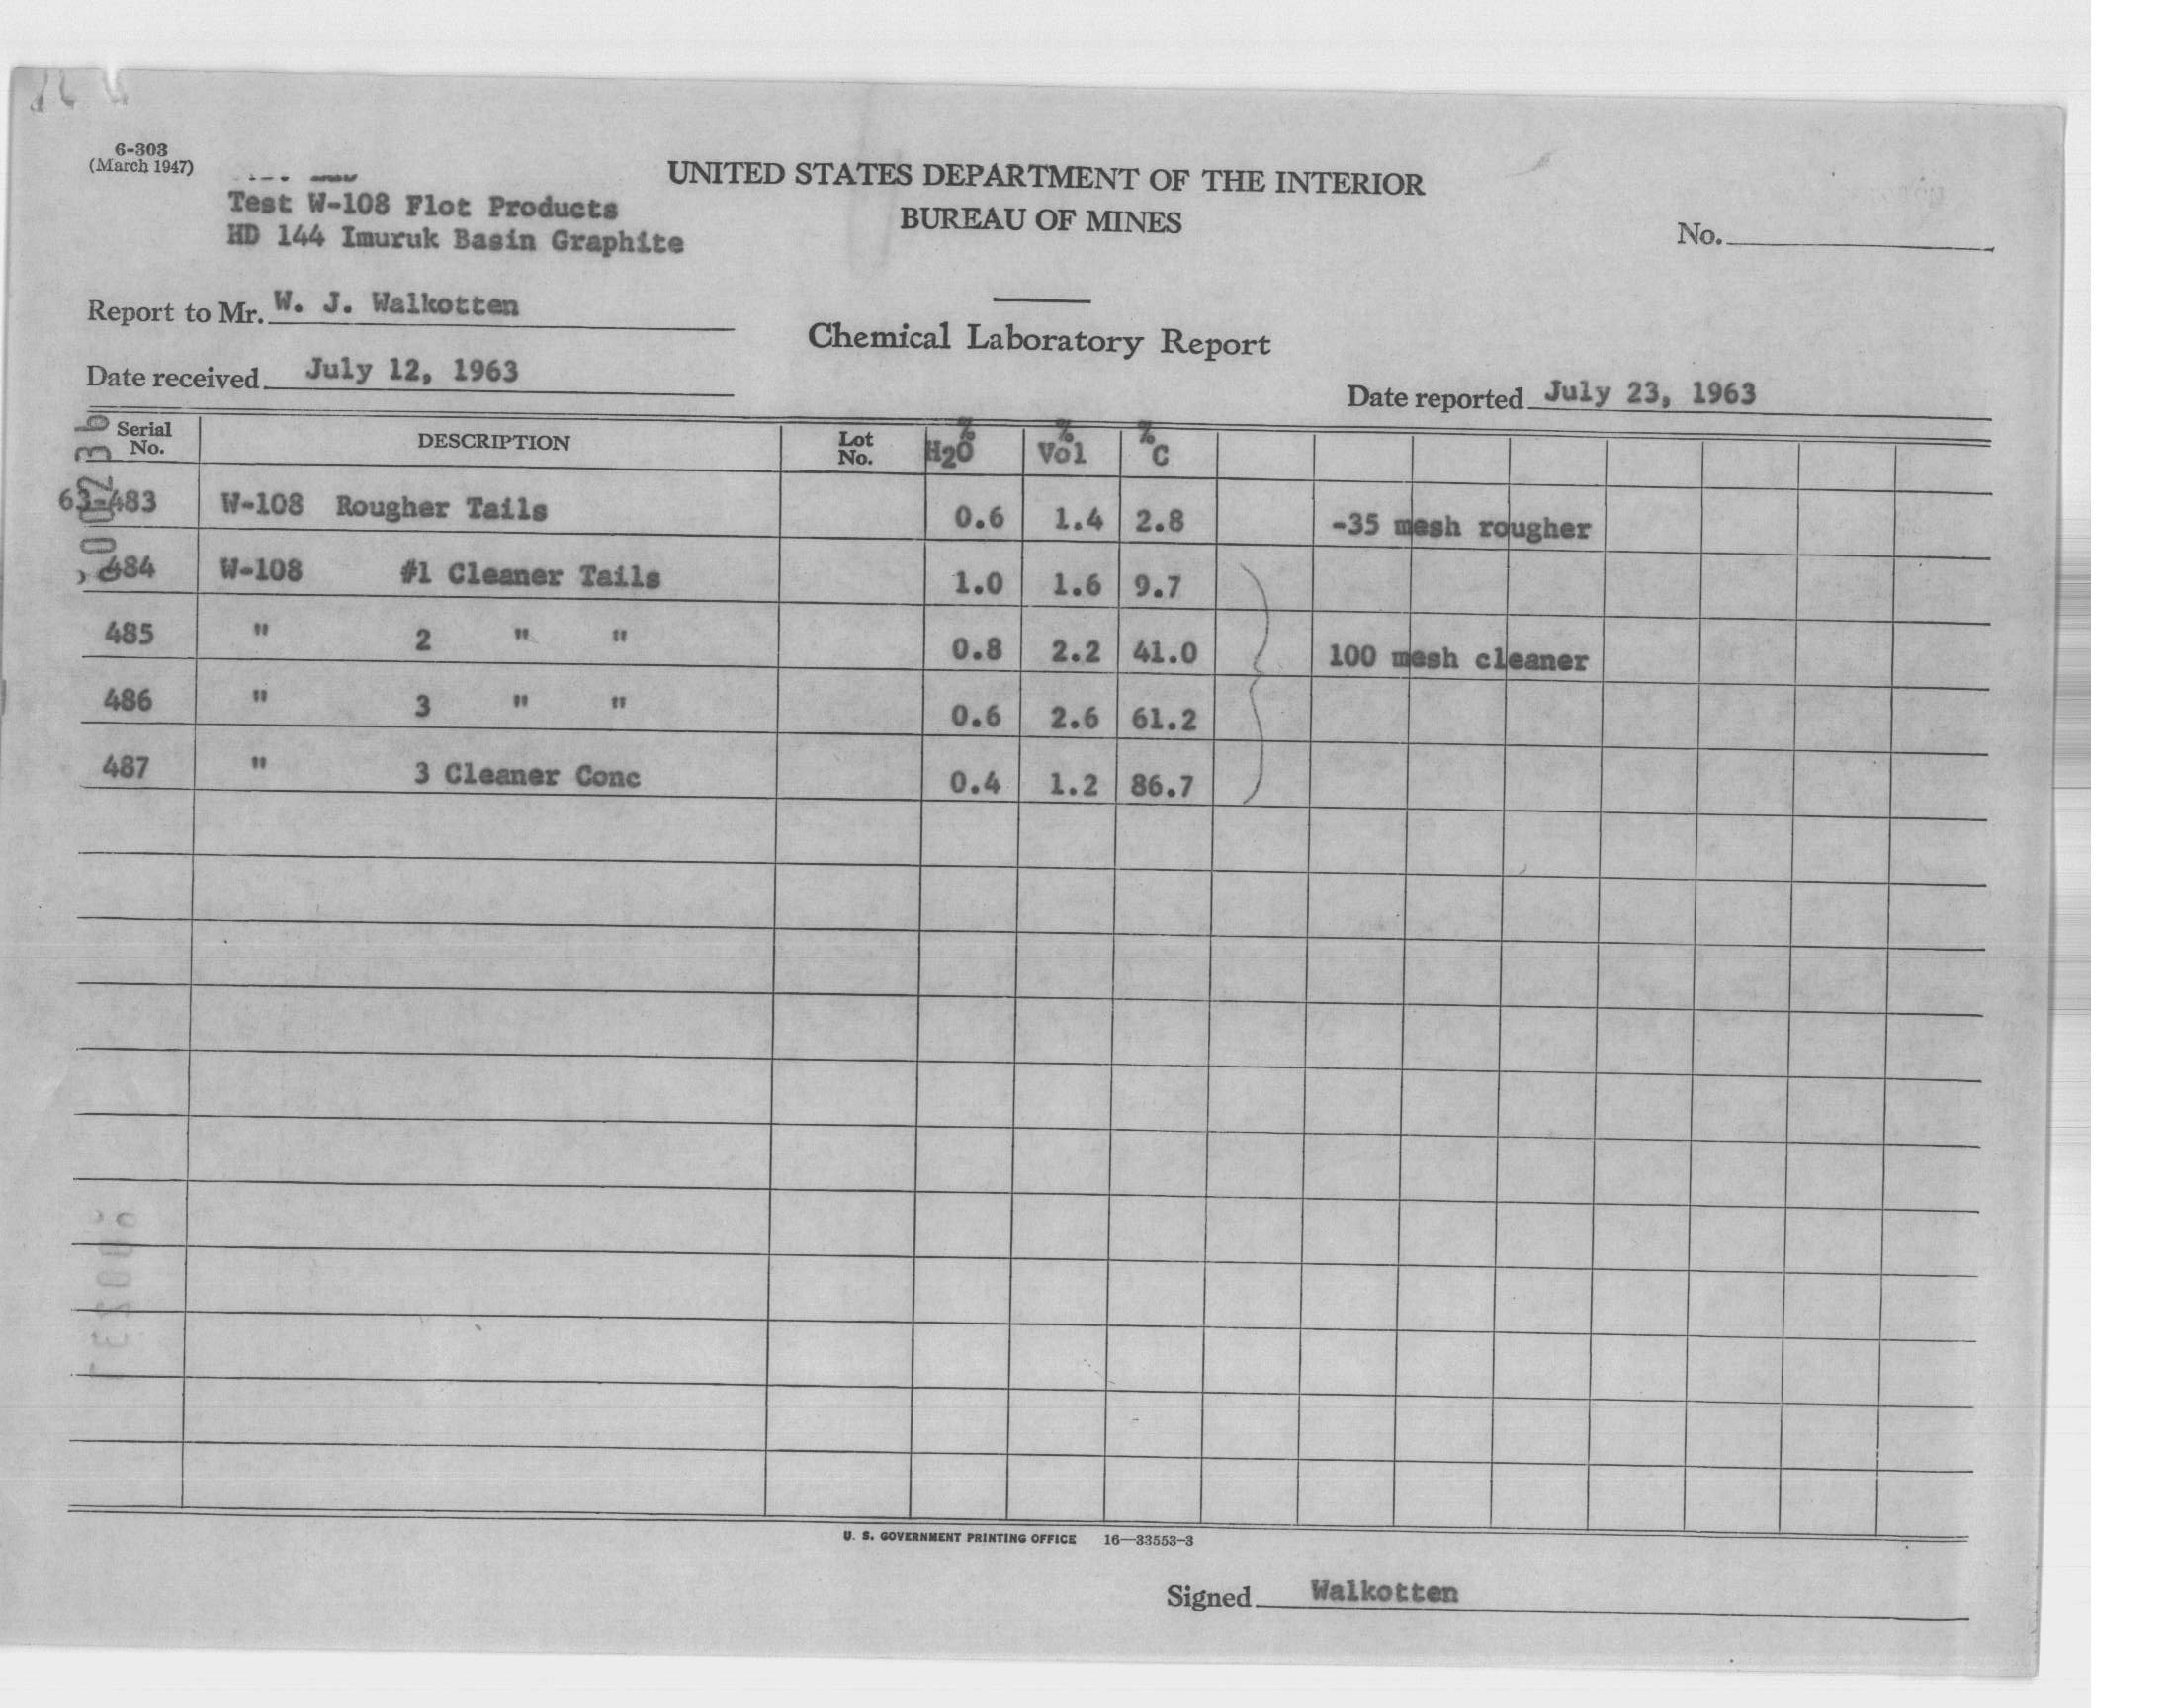 6-303
(March 1947)
UNITED STATES DEPARTMENT OF THE INTERIOR
Test W-108 Flot Products
BUREAU OF MINES
HD 144 Imuruk Basin Graphite
No.
Report to Mr. W. J. Walkotten
Chemical Laboratory Report
Date received July 12, 1963
Date reported July 23, 1963
Serial No. DESCRIPTION Lot No. % H2O % Vol % C
63-483 W-108 Rougher Tails 0.6 1.4 2.8 -35 mesh rougher
484 W-108 #1 Cleaner Tails 1.0 1.6 9.7
485 " 2 " " 0.8 2.2 41.0 100 mesh cleaner
486 " 3 " " 0.6 2.6 61.2
487 " 3 Cleaner Conc 0.4 1.2 86.7
U. S. GOVERNMENT PRINTING OFFICE 16—33553-3
Signed Walkotten